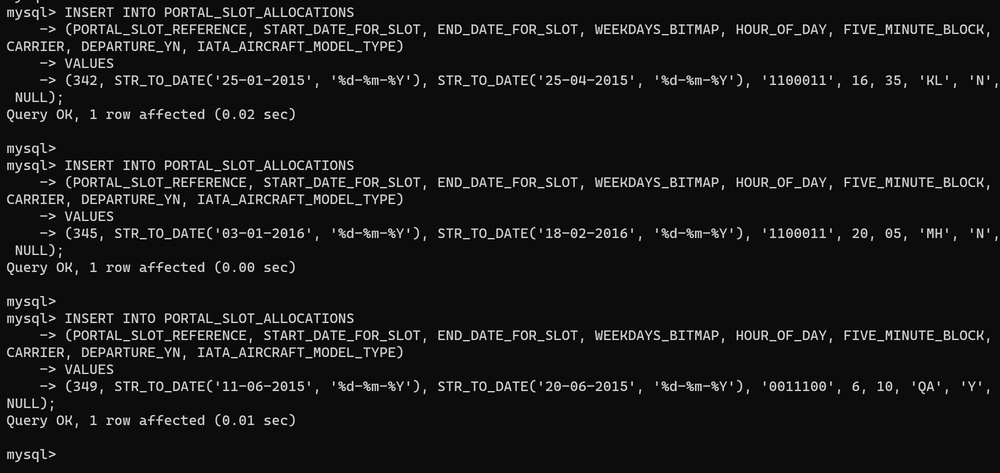 mysql> INSERT INTO PORTAL_SLOT_ALLOCATIONS
    -> (PORTAL_SLOT_REFERENCE, START_DATE_FOR_SLOT, END_DATE_FOR_SLOT, WEEKDAYS_BITMAP, HOUR_OF_DAY, FIVE_MINUTE_BLOCK,
CARRIER, DEPARTURE_YN, IATA_AIRCRAFT_MODEL_TYPE)
    -> VALUES
    -> (342, STR_TO_DATE('25-01-2015', '%d-%m-%Y'), STR_TO_DATE('25-04-2015', '%d-%m-%Y'), '1100011', 16, 35, 'KL', 'N',
 NULL);
Query OK, 1 row affected (0.02 sec)

mysql>
mysql> INSERT INTO PORTAL_SLOT_ALLOCATIONS
    -> (PORTAL_SLOT_REFERENCE, START_DATE_FOR_SLOT, END_DATE_FOR_SLOT, WEEKDAYS_BITMAP, HOUR_OF_DAY, FIVE_MINUTE_BLOCK,
CARRIER, DEPARTURE_YN, IATA_AIRCRAFT_MODEL_TYPE)
    -> VALUES
    -> (345, STR_TO_DATE('03-01-2016', '%d-%m-%Y'), STR_TO_DATE('18-02-2016', '%d-%m-%Y'), '1100011', 20, 05, 'MH', 'N',
 NULL);
Query OK, 1 row affected (0.00 sec)

mysql>
mysql> INSERT INTO PORTAL_SLOT_ALLOCATIONS
    -> (PORTAL_SLOT_REFERENCE, START_DATE_FOR_SLOT, END_DATE_FOR_SLOT, WEEKDAYS_BITMAP, HOUR_OF_DAY, FIVE_MINUTE_BLOCK,
CARRIER, DEPARTURE_YN, IATA_AIRCRAFT_MODEL_TYPE)
    -> VALUES
    -> (349, STR_TO_DATE('11-06-2015', '%d-%m-%Y'), STR_TO_DATE('20-06-2015', '%d-%m-%Y'), '0011100', 6, 10, 'QA', 'Y',
NULL);
Query OK, 1 row affected (0.01 sec)

mysql>